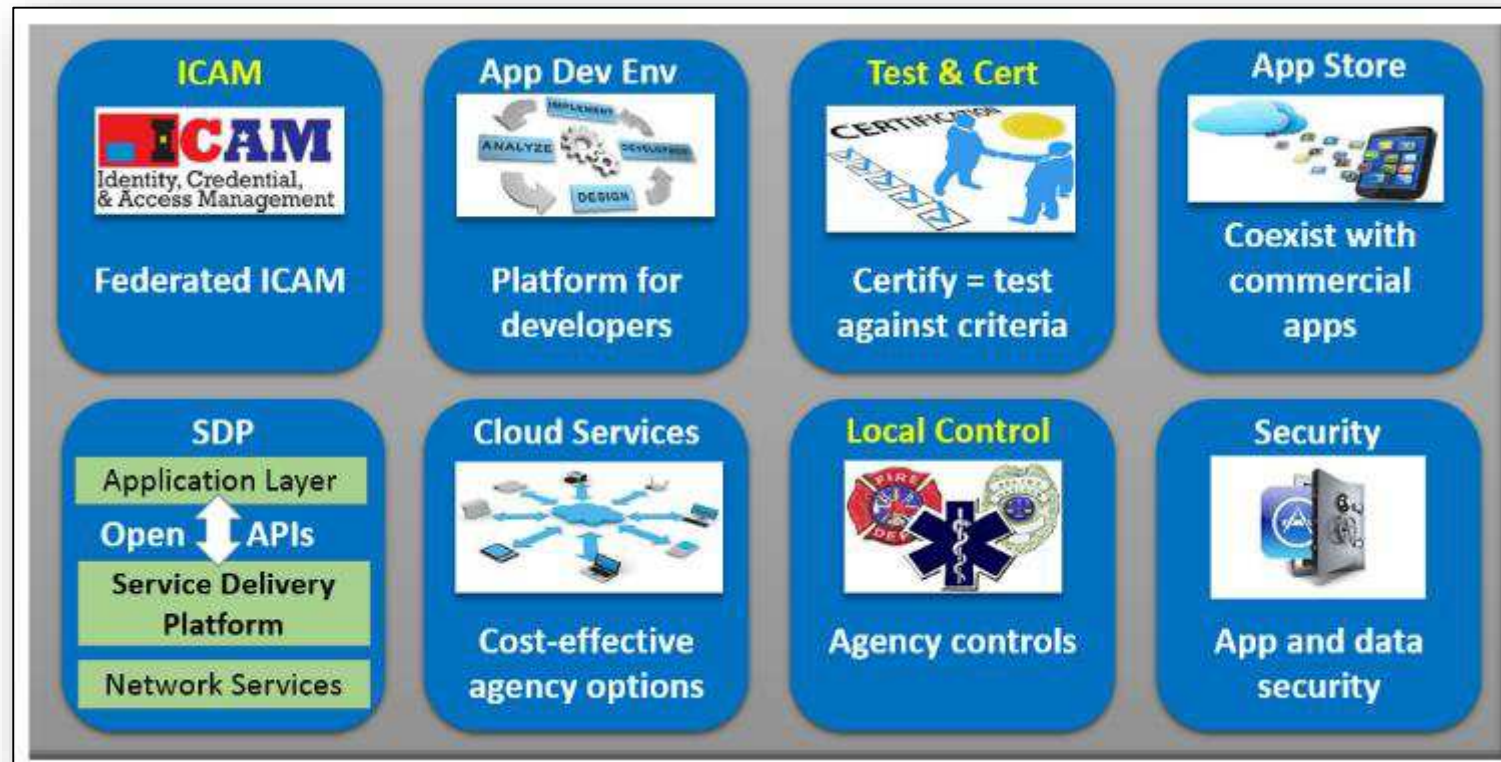 ICAM
ICAM
Identity, Credential,
& Access Management
Federated ICAM
App Dev Env
IMPLEMENT
ANALYZE
DEVELOPMENT
DESIGN
Platform for
developers
Test & Cert
CERTIFICATION
Certify = test
against criteria
App Store
Coexist with
commercial
apps
SDP
Application Layer
Open APIs
Service Delivery
Platform
Network Services
Cloud Services
Cost-effective
agency options
Local Control
FIRE
DEPT
Agency controls
Security
App and data
security